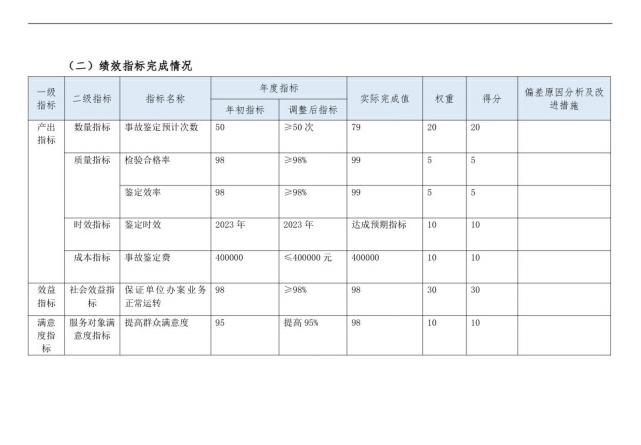 （二）绩效指标完成情况
一级指标 二级指标 指标名称 年度指标 实际完成值 权重 得分 偏差原因分析及改进措施
年初指标 调整后指标
产出指标 数量指标 事故鉴定预计次数 50 ≥50次 79 20 20
质量指标 检验合格率 98 ≥98% 99 5 5
鉴定效率 98 ≥98% 99 5 5
时效指标 鉴定时效 2023年 2023年 达成预期指标 10 10
成本指标 事故鉴定费 400000 ≤400000元 400000 10 10
效益指标 社会效益指标 保证单位办案业务正常运转 98 ≥98% 98 30 30
满意度指标 服务对象满意度指标 提高群众满意度 95 提高95% 98 10 10